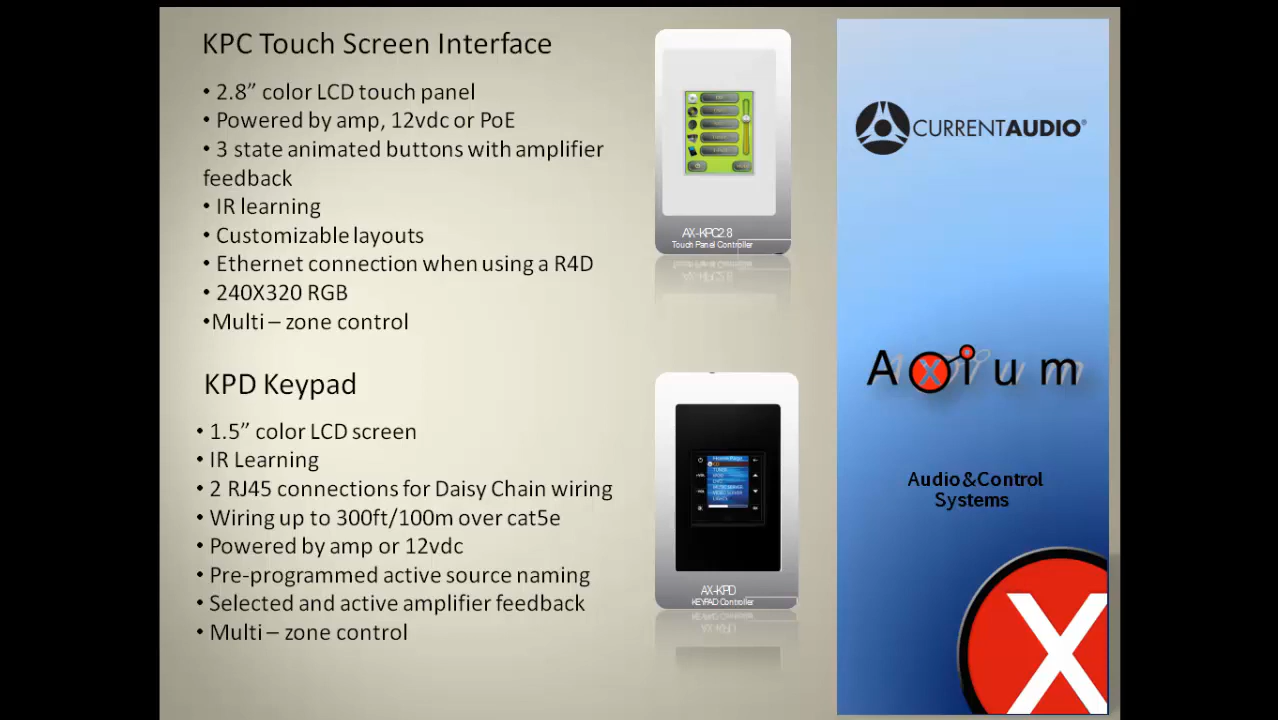 KPC Touch Screen Interface
• 2.8” color LCD touch panel
• Powered by amp, 12vdc or PoE
• 3 state animated buttons with amplifier
feedback
• IR learning
• Customizable layouts
• Ethernet connection when using a R4D
• 240X320 RGB
•Multi – zone control
AX-KPC2.8
Touch Panel Controller
KPD Keypad
• 1.5” color LCD screen
• IR Learning
• 2 RJ45 connections for Daisy Chain wiring
• Wiring up to 300ft/100m over cat5e
• Powered by amp or 12vdc
• Pre-programmed active source naming
• Selected and active amplifier feedback
• Multi – zone control
AX-KPD
KEYPAD Controller
CURRENTAUDIO®
Axium
Audio&Control
Systems
X